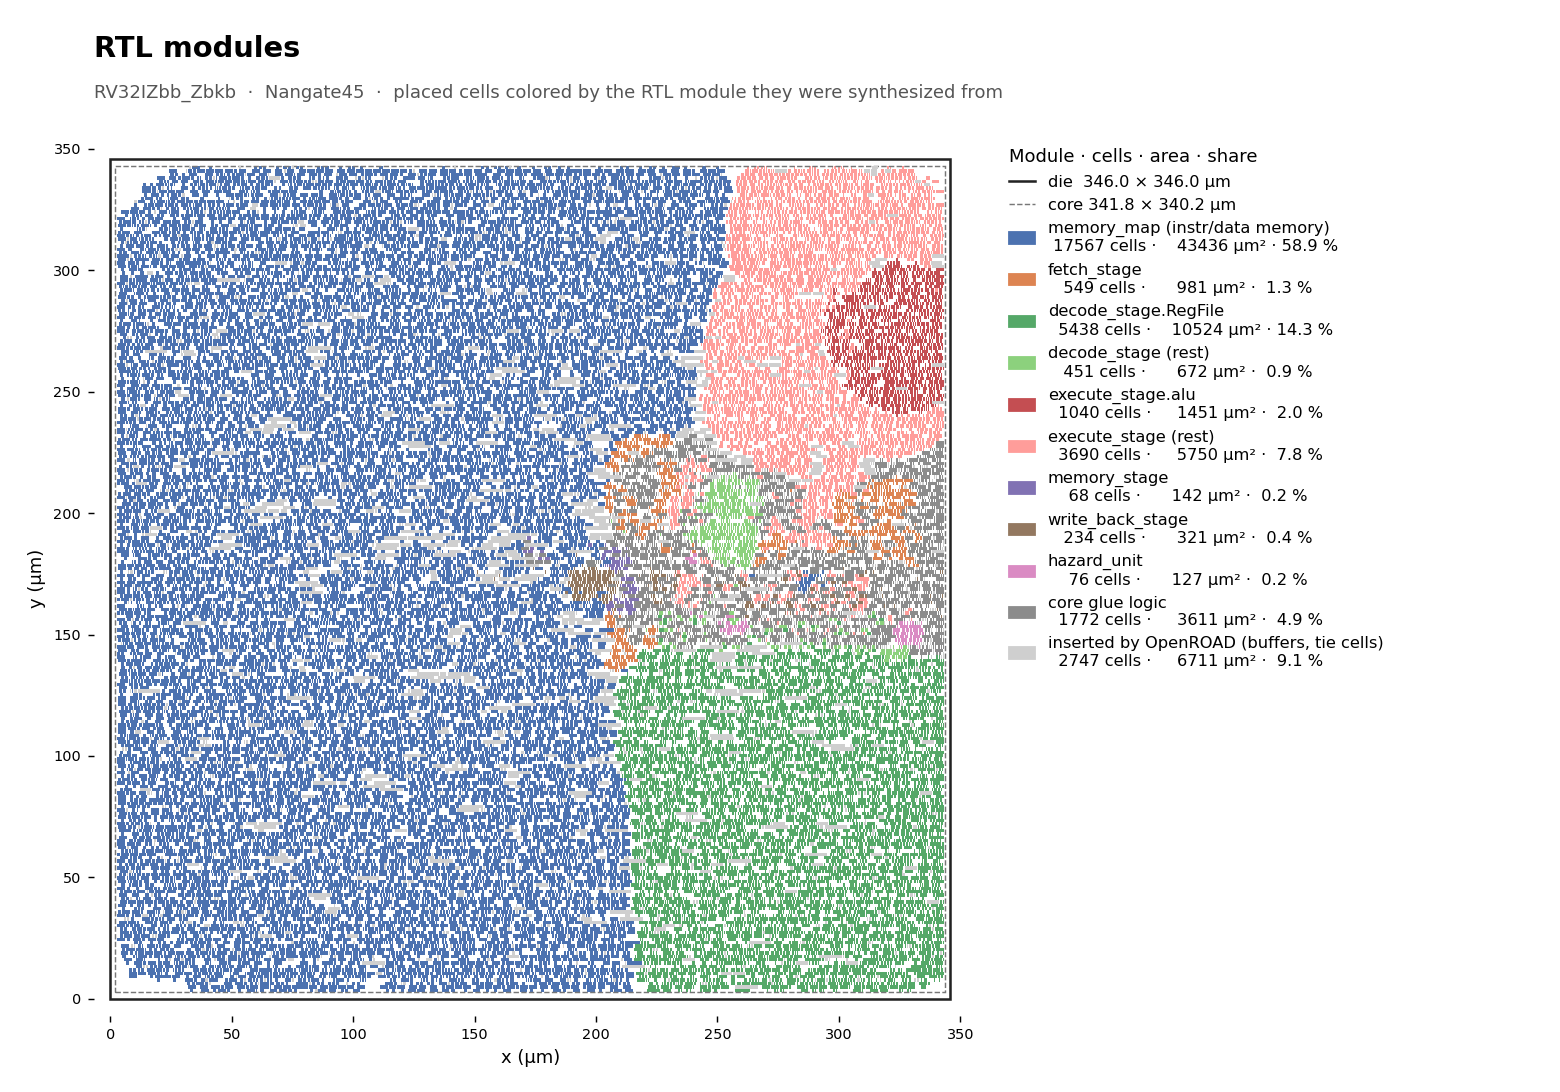 RTL modules
RV32IZbb_Zbkb · Nangate45 · placed cells colored by the RTL module they were synthesized from
Module · cells · area · share
die 346.0 × 346.0 µm
core 341.8 × 340.2 µm
memory_map (instr/data memory)
17567 cells · 43436 µm² · 58.9 %
fetch_stage
549 cells · 981 µm² · 1.3 %
decode_stage.RegFile
5438 cells · 10524 µm² · 14.3 %
decode_stage (rest)
451 cells · 672 µm² · 0.9 %
execute_stage.alu
1040 cells · 1451 µm² · 2.0 %
execute_stage (rest)
3690 cells · 5750 µm² · 7.8 %
memory_stage
68 cells · 142 µm² · 0.2 %
write_back_stage
234 cells · 321 µm² · 0.4 %
hazard_unit
76 cells · 127 µm² · 0.2 %
core glue logic
1772 cells · 3611 µm² · 4.9 %
inserted by OpenROAD (buffers, tie cells)
2747 cells · 6711 µm² · 9.1 %
y (µm)
350
300
250
200
150
100
50
0
0 50 100 150 200 250 300 350
x (µm)